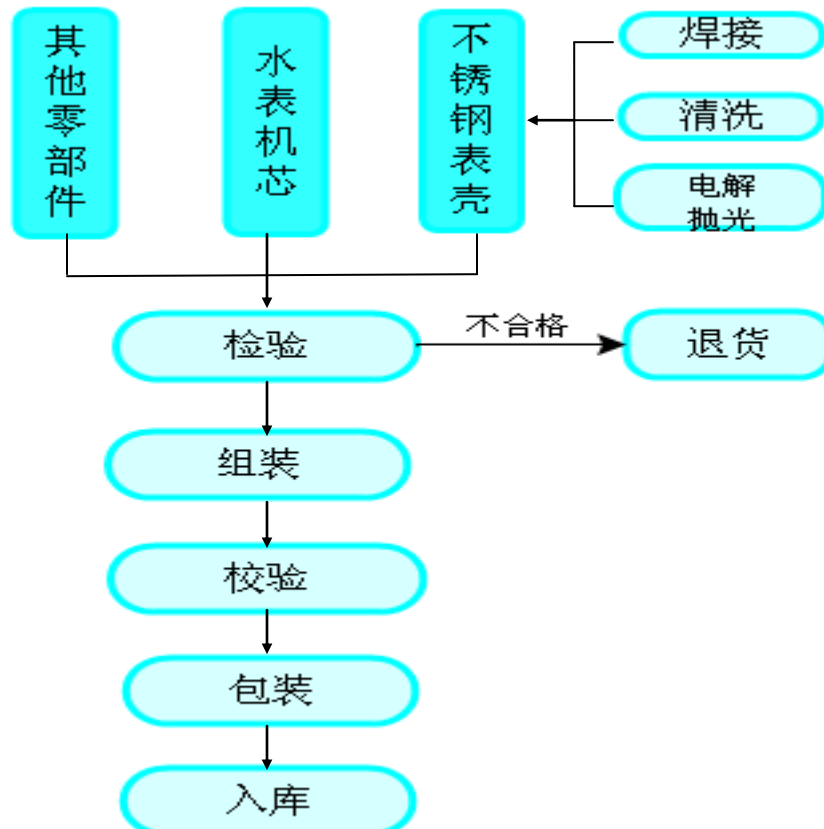 其他零部件
水表机芯
不锈钢表壳
焊接
清洗
电解
抛光
检验
不合格
退货
组装
校验
包装
入库